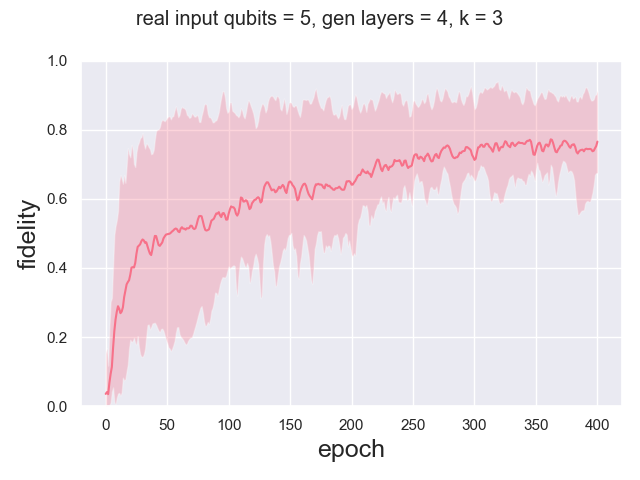 real input qubits = 5, gen layers = 4, k = 3
1.0
0.8
0.6
0.4
0.2
0.0
fidelity
0 50 100 150 200 250 300 350 400
epoch